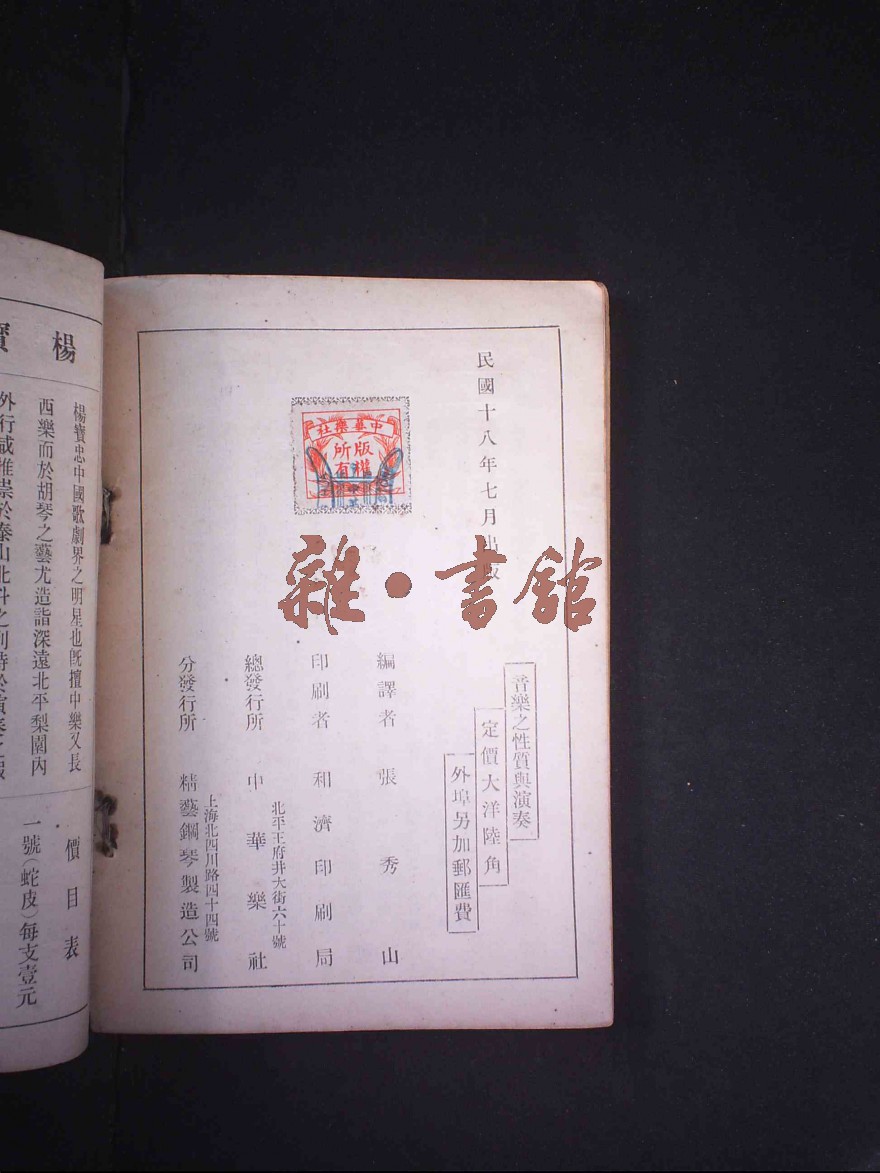 民國十八年七月出版
音樂之性質與演奏
定價大洋陸角
外埠另加郵匯費
編譯者 張秀山
印刷者 和濟印刷局
北平王府井大街六十號
總發行所 中華樂社
上海北四川路四十四號
分發行所 精藝鋼琴製造公司
中華樂社
版權
所有
雜·書館
楊寶
楊寶忠中國歌劇界之明星也既擅中樂又長
西樂而於胡琴之藝尤造詣深遠北平梨園內
外行咸推崇於泰山北斗之列
價目表
一號(蛇皮)每支壹元